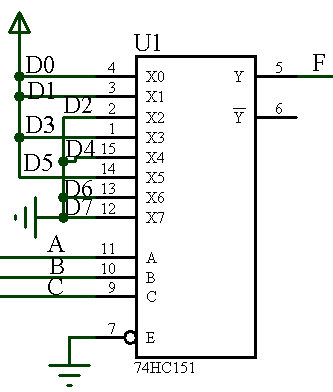 U1
D0 4 X0 Y 5 F
D1 3 X1
D2 2 X2 Y 6
D3 1 X3
D4 15 X4
D5 14 X5
D6 13 X6
D7 12 X7
A 11 A
B 10 B
C 9 C
7 E
74HC151